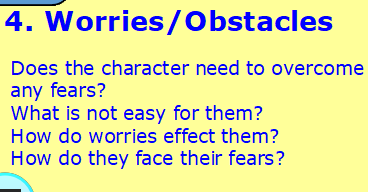 4. Worries/Obstacles
Does the character need to overcome
any fears?
What is not easy for them?
How do worries effect them?
How do they face their fears?